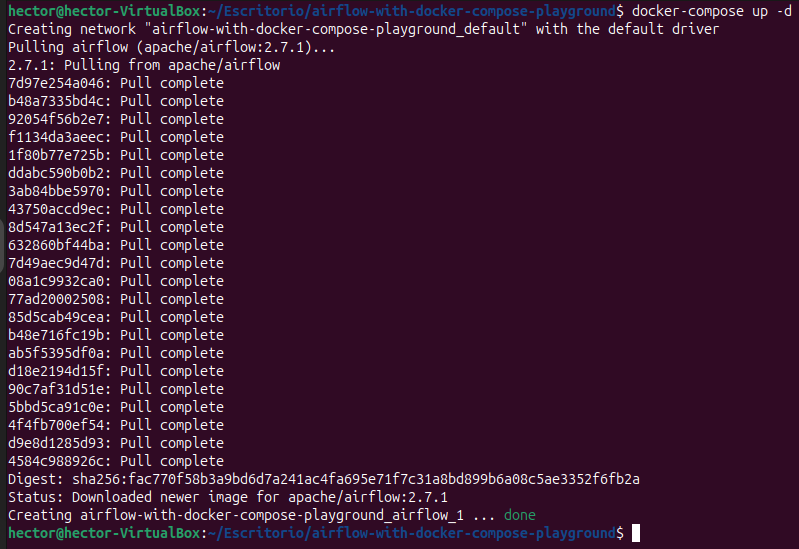 hector@hector-VirtualBox:~/Escritorio/airflow-with-docker-compose-playground$ docker-compose up -d
Creating network "airflow-with-docker-compose-playground_default" with the default driver
Pulling airflow (apache/airflow:2.7.1)...
2.7.1: Pulling from apache/airflow
7d97e254a046: Pull complete
b48a7335bd4c: Pull complete
92054f56b2e7: Pull complete
f1134da3aeec: Pull complete
1f80b77e725b: Pull complete
ddabc590b0b2: Pull complete
3ab84bbe5970: Pull complete
43750accd9ec: Pull complete
8d547a13ec2f: Pull complete
632860bf44ba: Pull complete
7d49aec9d47d: Pull complete
08a1c9932ca0: Pull complete
77ad20002508: Pull complete
85d5cab49cea: Pull complete
b48e716fc19b: Pull complete
ab5f5395df0a: Pull complete
d18e2194d15f: Pull complete
90c7af31d51e: Pull complete
5bbd5ca91c0e: Pull complete
4f4fb700ef54: Pull complete
d9e8d1285d93: Pull complete
4584c988926c: Pull complete
Digest: sha256:fac770f58b3a9bd6d7a241ac4fa695e71f7c31a8bd899b6a08c5ae3352f6fb2a
Status: Downloaded newer image for apache/airflow:2.7.1
Creating airflow-with-docker-compose-playground_airflow_1 ... done
hector@hector-VirtualBox:~/Escritorio/airflow-with-docker-compose-playground$